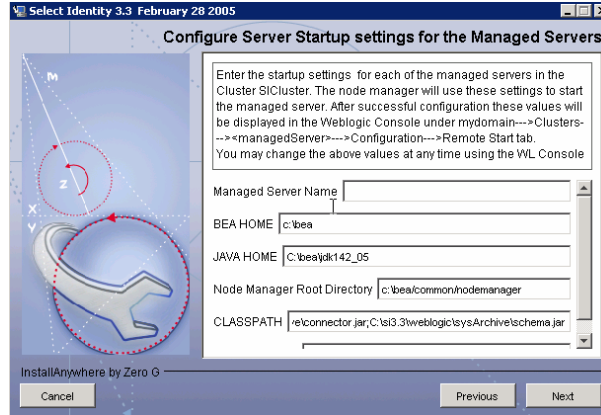 Select Identity 3.3 February 28 2005
Configure Server Startup settings for the Managed Servers
Enter the startup settings for each of the managed servers in the
Cluster SICluster. The node manager will use these settings to start
the managed server. After successful configuration these values will
be displayed in the Weblogic Console under mydomain--->Clusters-
--><managedServer>--->Configuration--->Remote Start tab.
You may change the above values at any time using the WL Console
M
Z
X
Y
Managed Server Name
BEA HOME c:\bea
JAVA HOME C:\bea\jdk142_05
Node Manager Root Directory c:\bea/common/nodemanager
CLASSPATH /e\connector.jar;C:\si3.3\weblogic\sysArchive\schema.jar
InstallAnywhere by Zero G
Cancel
Previous
Next